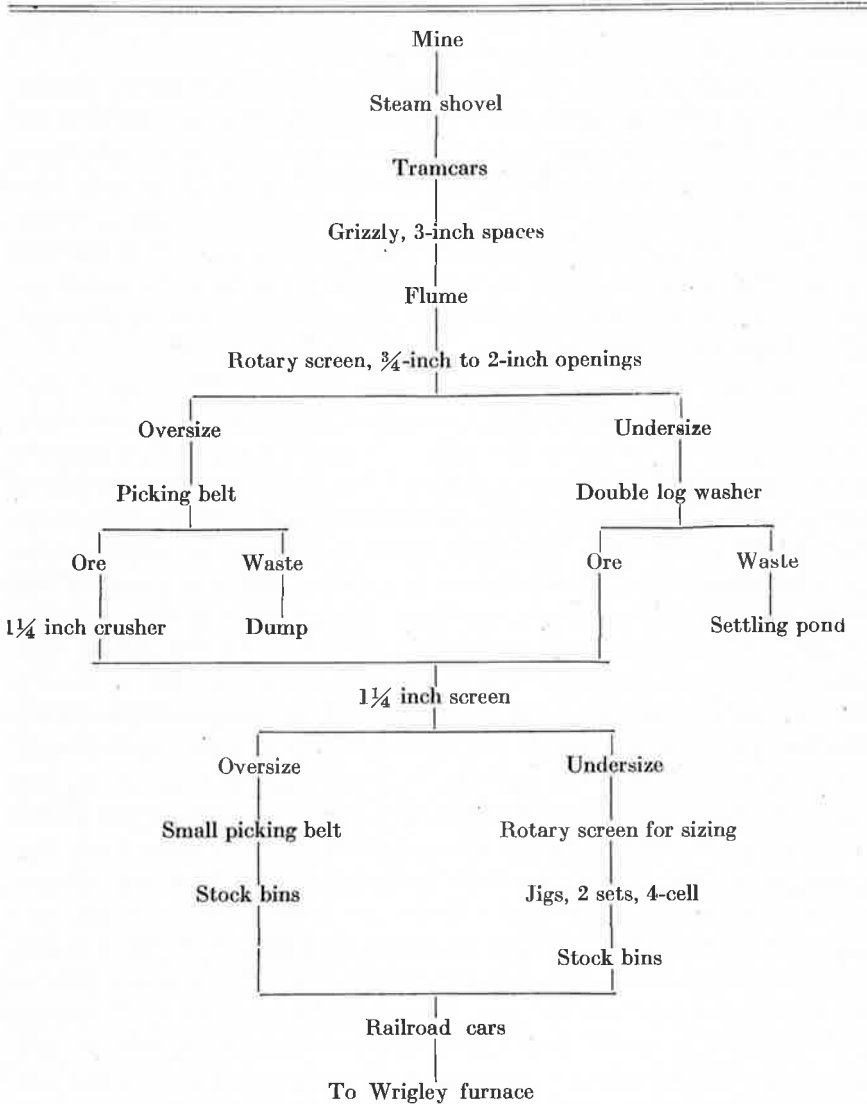 Mine
Steam shovel
Tramcars
Grizzly, 3-inch spaces
Flume
Rotary screen, ¾-inch to 2-inch openings
Oversize Undersize
Picking belt Double log washer
Ore Waste Ore Waste
1¼ inch crusher Dump Settling pond
1¼ inch screen
Oversize Undersize
Small picking belt Rotary screen for sizing
Stock bins Jigs, 2 sets, 4-cell
Stock bins
Railroad cars
To Wrigley furnace